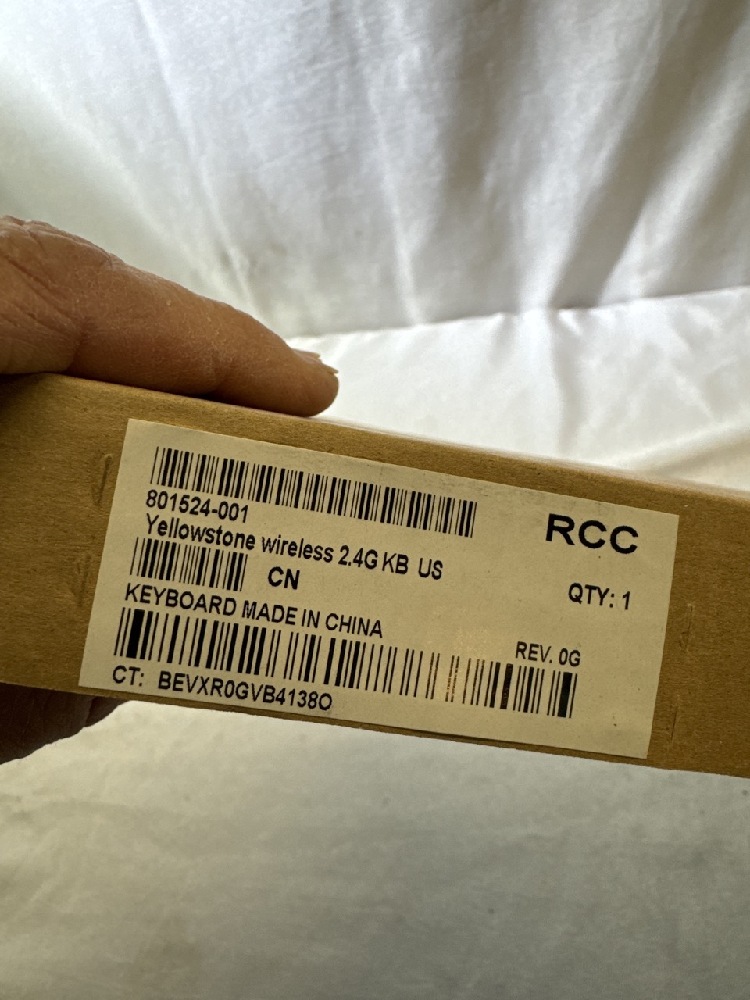 801524-001
RCC
Yellowstone wireless 2.4G KB US
CN
QTY: 1
KEYBOARD MADE IN CHINA
REV. 0G
CT: BEVXR0GVB4138O